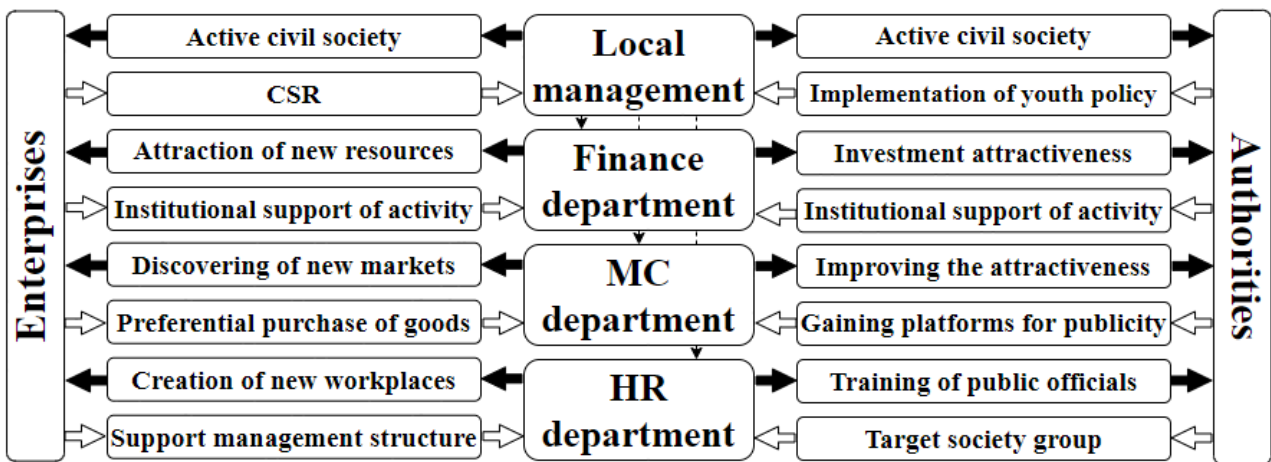 Enterprises
Active civil society
CSR
Attraction of new resources
Institutional support of activity
Discovering of new markets
Preferential purchase of goods
Creation of new workplaces
Support management structure
Local
management
Finance
department
MC
department
HR
department
Active civil society
Implementation of youth policy
Investment attractiveness
Institutional support of activity
Improving the attractiveness
Gaining platforms for publicity
Training of public officials
Target society group
Authorities